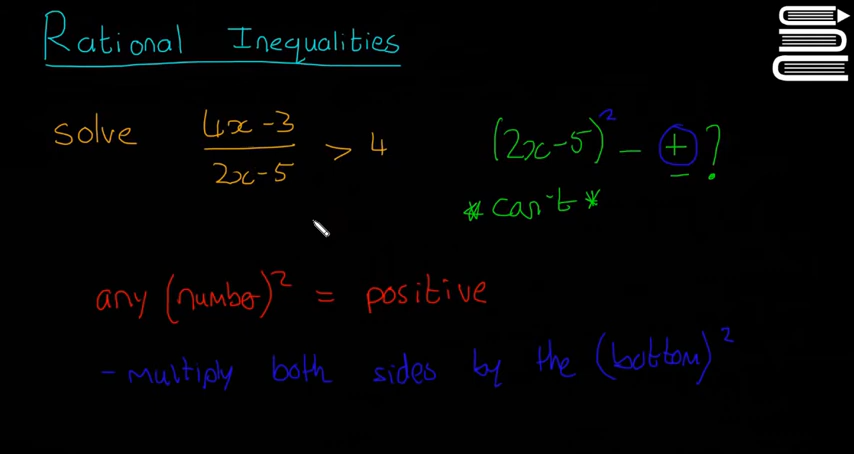 Rational Inequalities
solve (4x-3)/(2x-5) > 4
(2x-5)² - + ?
-
*can't*
any (number)² = positive
- multiply both sides by the (bottom)²